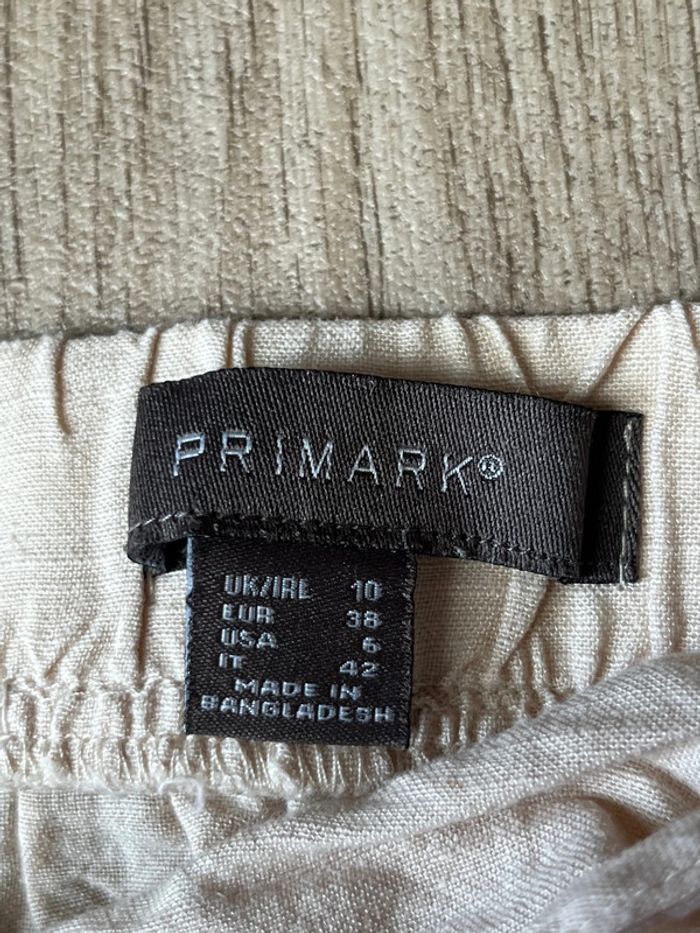 PRIMARK®
UK/IRL 10
EUR 38
USA 6
IT 42
MADE IN
BANGLADESH